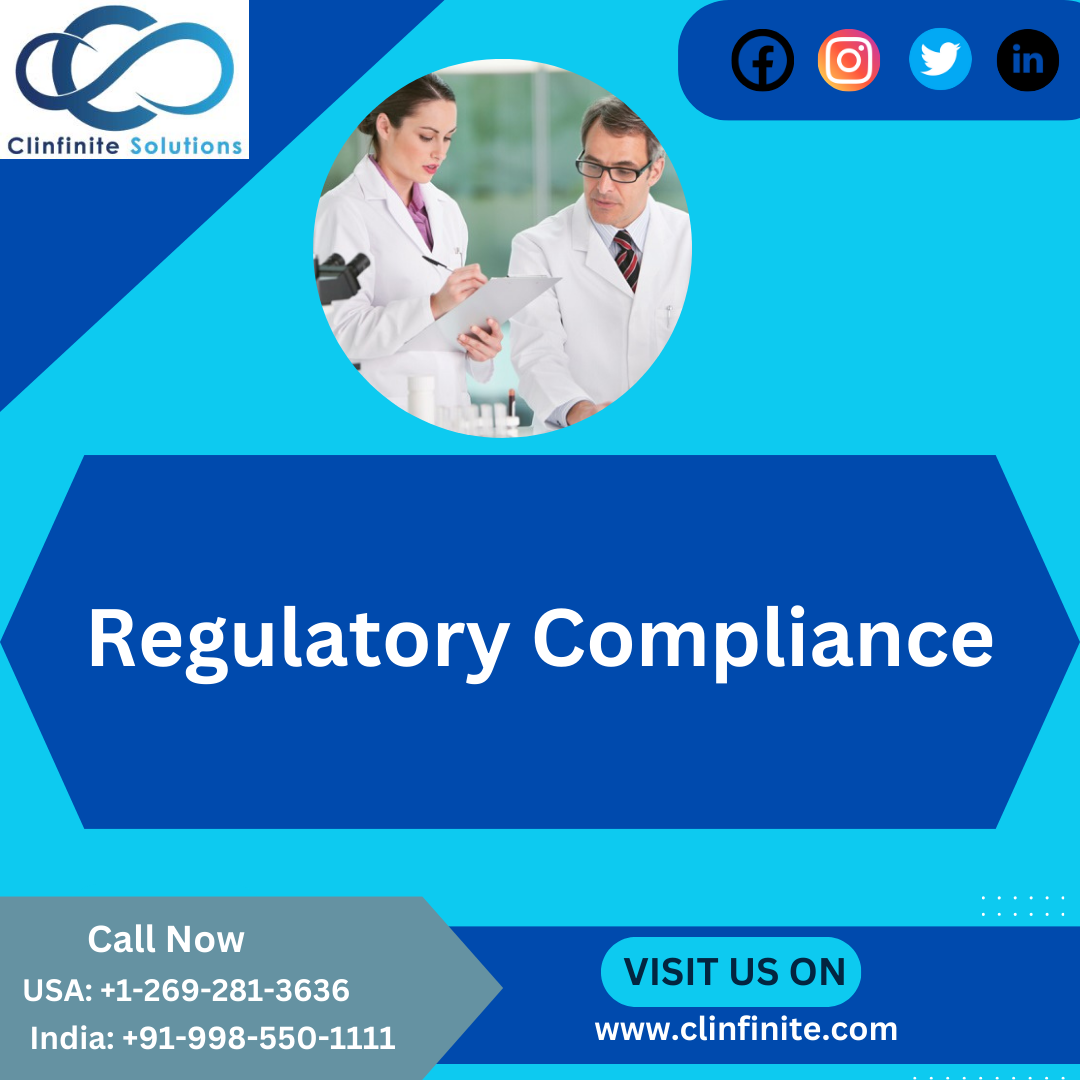 Clinfinite Solutions
in
Regulatory Compliance
Call Now
USA: +1-269-281-3636
India: +91-998-550-1111
VISIT US ON
www.clinfinite.com